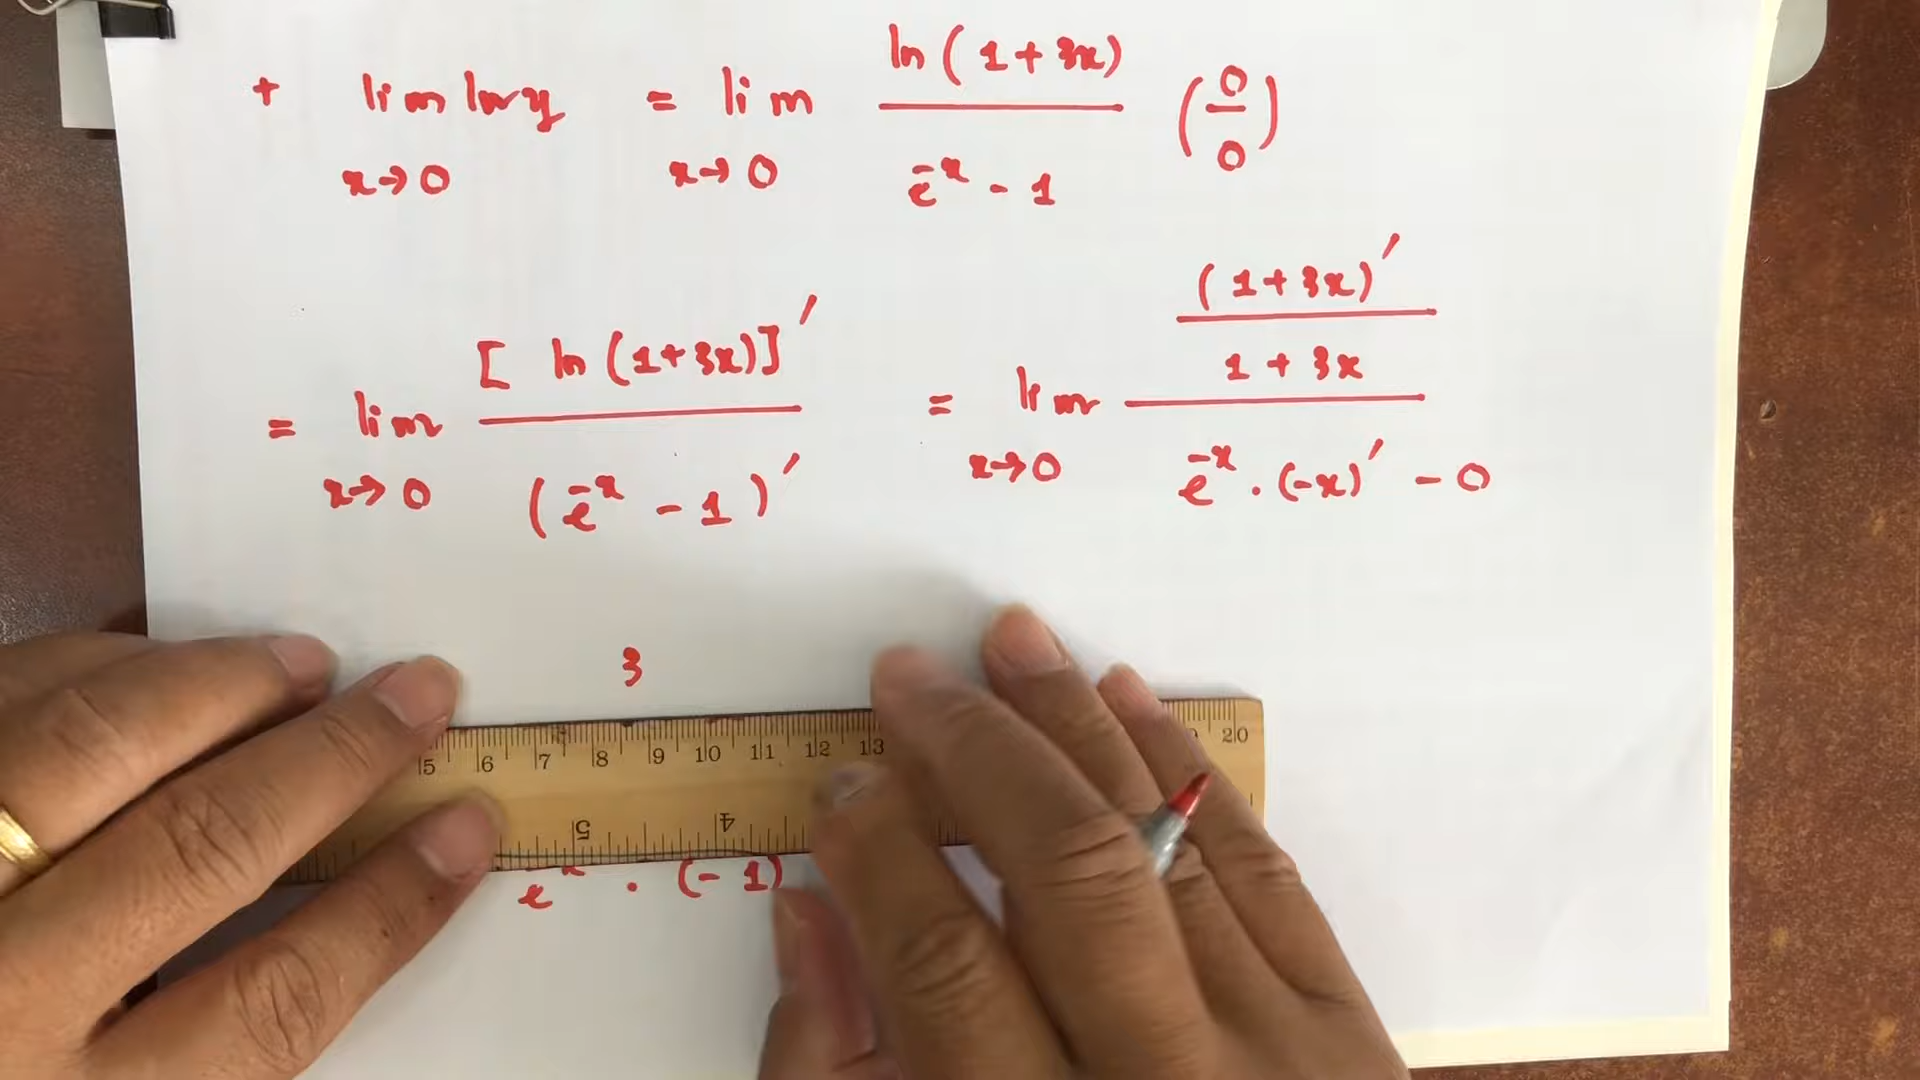 + lim ln y = lim ln(1+3x) / e^-x - 1 (0/0)
x→0 x→0
= lim [ln(1+3x)]' / (e^-x - 1)' = lim (1+3x)' / 1+3x / e^-x · (-x)' - 0
x→0 x→0
3
5 6 7 8 9 10 11 12 13 20
5 4
e · (-1)